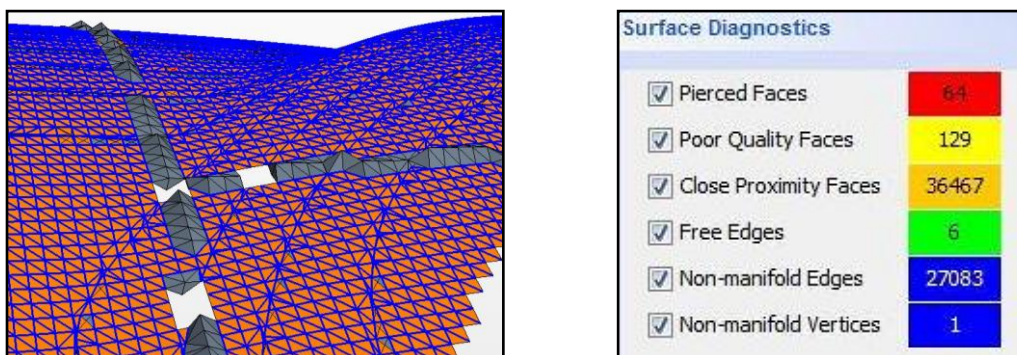 Surface Diagnostics
Pierced Faces 64
Poor Quality Faces 129
Close Proximity Faces 36467
Free Edges 6
Non-manifold Edges 27083
Non-manifold Vertices 1